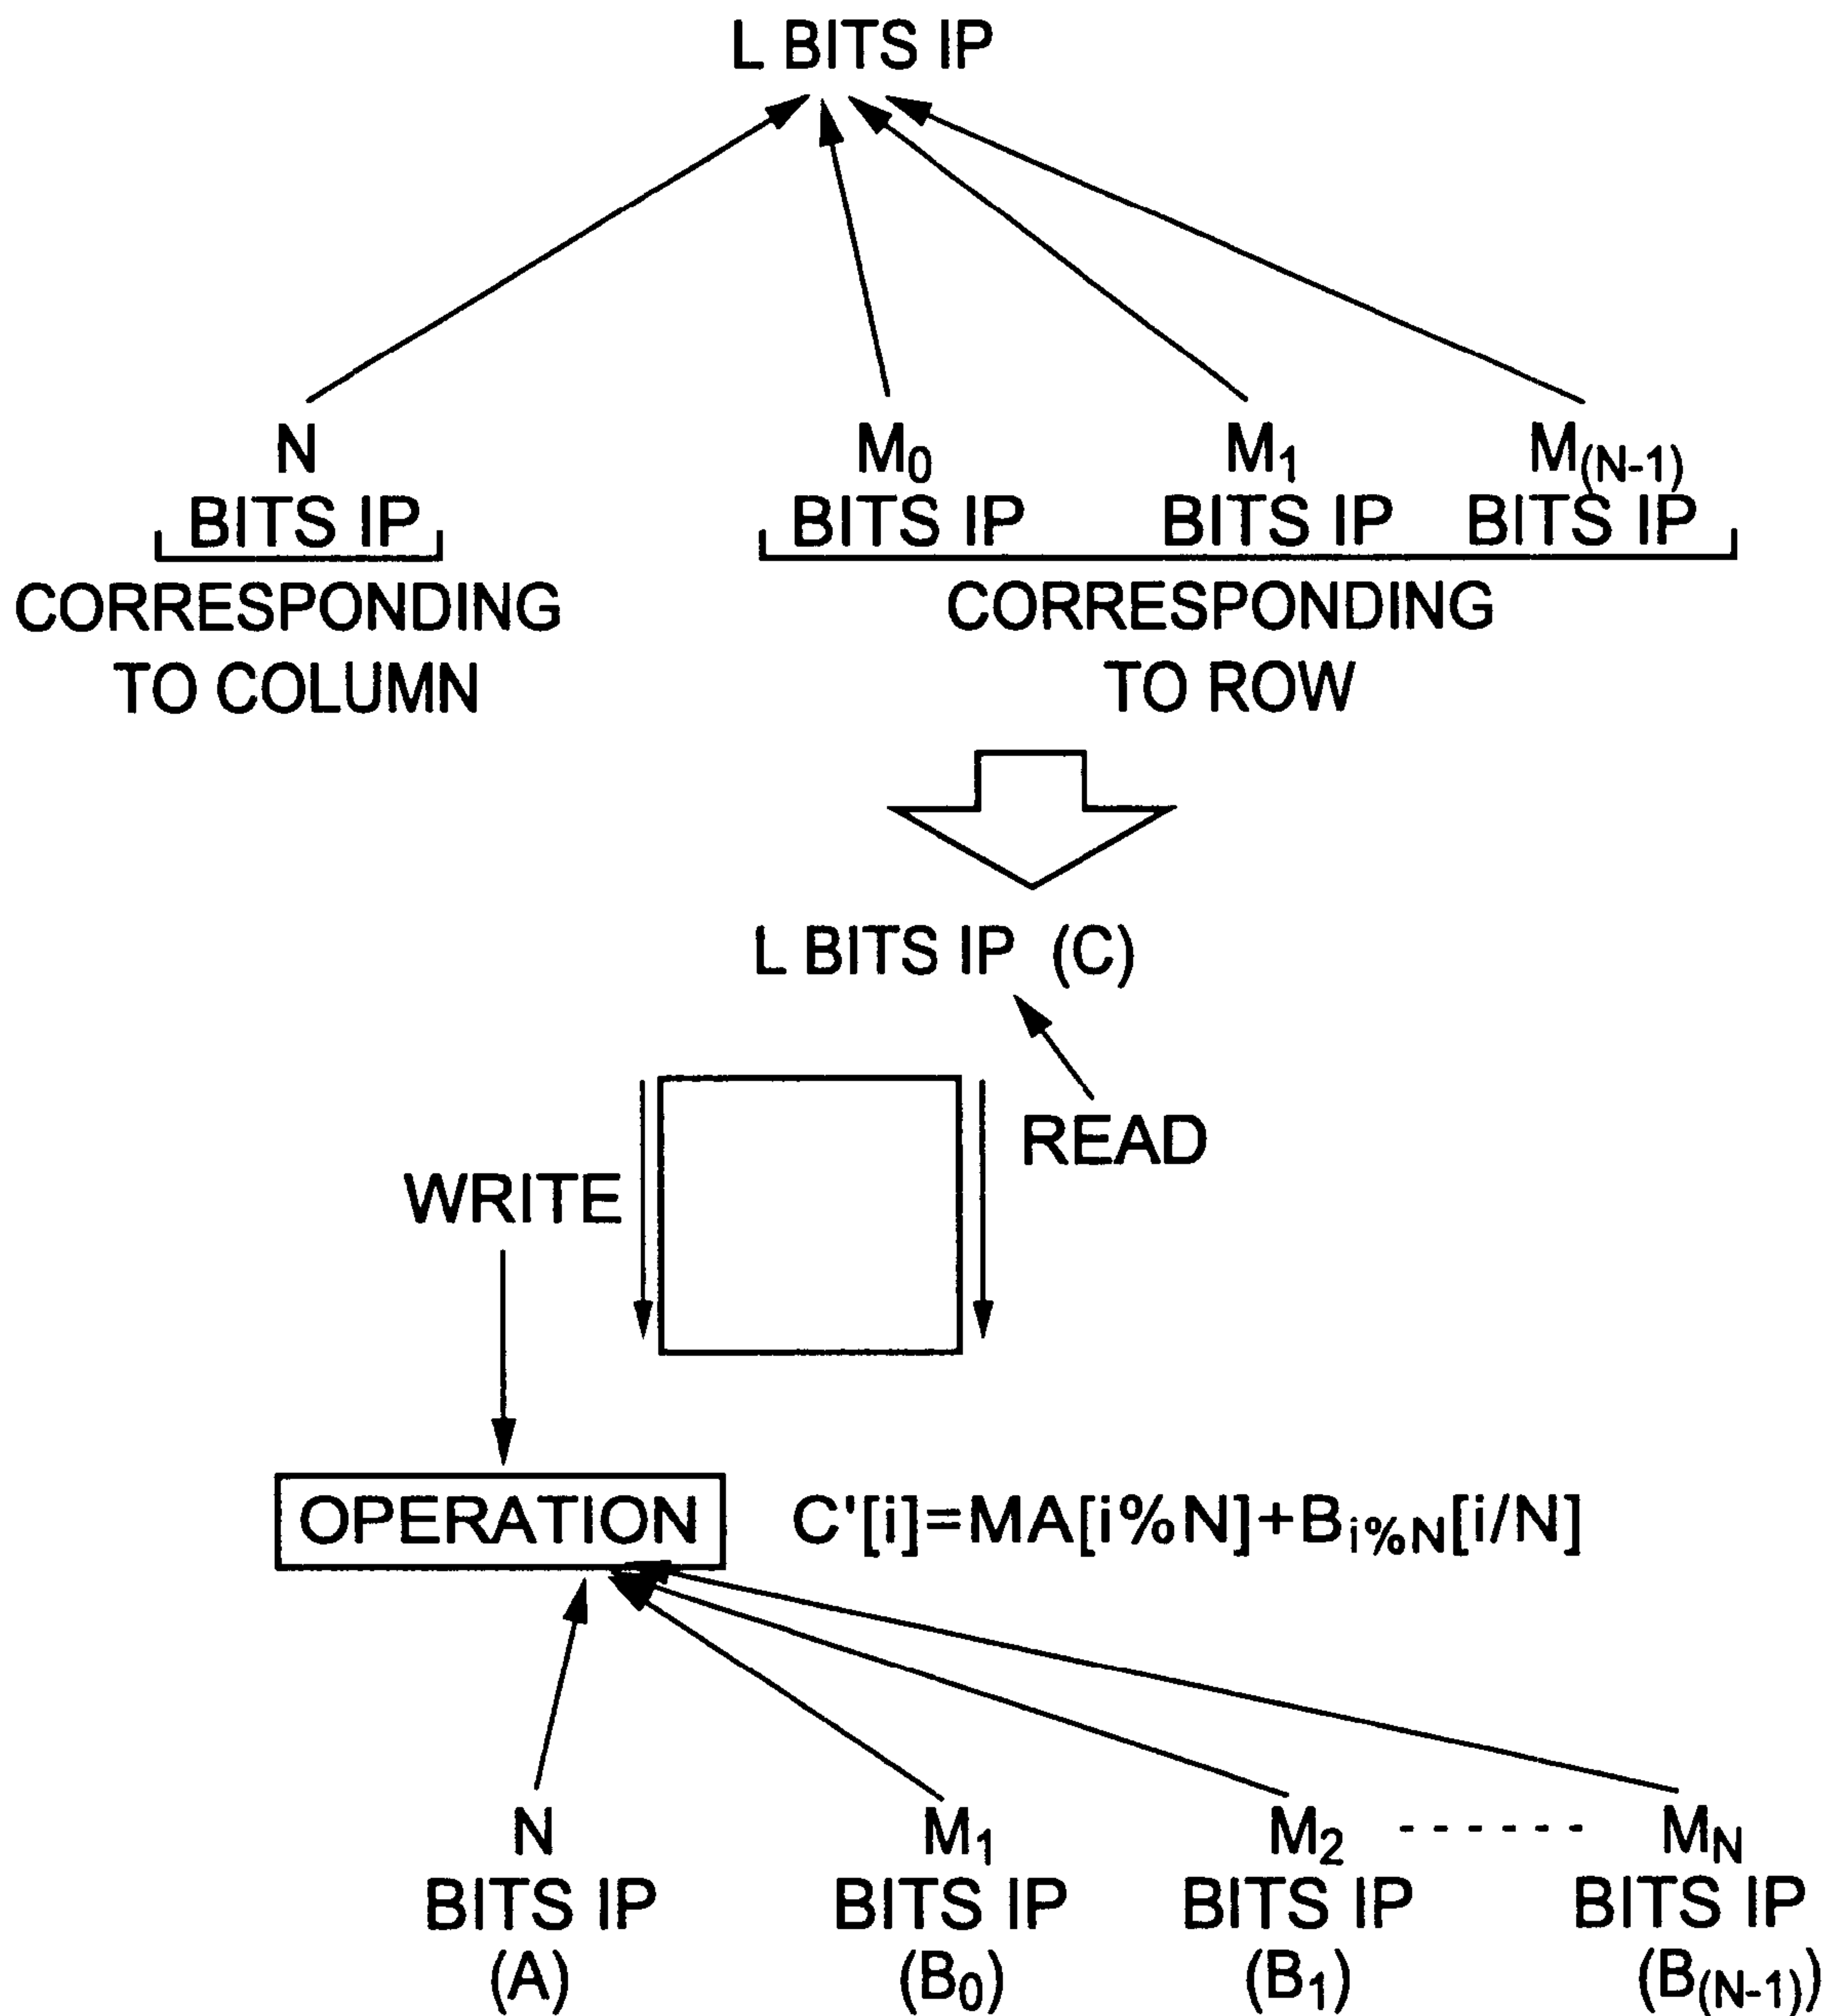 L BITS IP
N M₀ M₁ M₍N-1₎
BITS IP BITS IP BITS IP BITS IP
CORRESPONDING CORRESPONDING
TO COLUMN TO ROW
L BITS IP (C)
READ
WRITE
OPERATION C'[i]=MA[i%N]+Bi%N[i/N]
N M₁ M₂ ------ MN
BITS IP BITS IP BITS IP BITS IP
(A) (B₀) (B₁) (B(N-1))